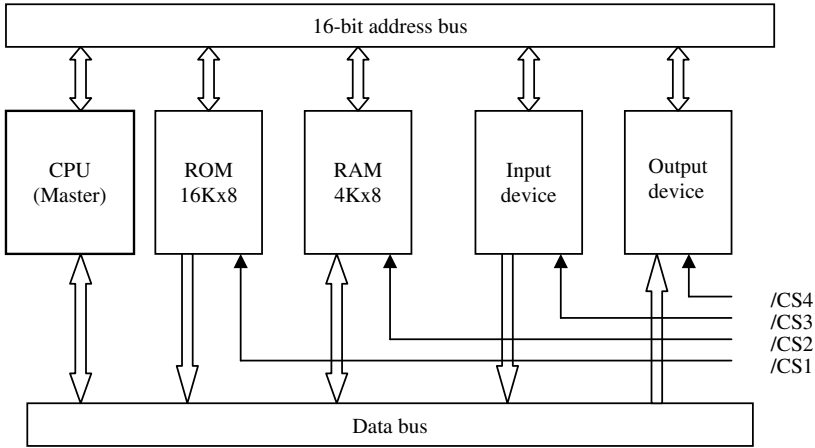 16-bit address bus
CPU
(Master)
ROM
16Kx8
RAM
4Kx8
Input
device
Output
device
/CS4
/CS3
/CS2
/CS1
Data bus